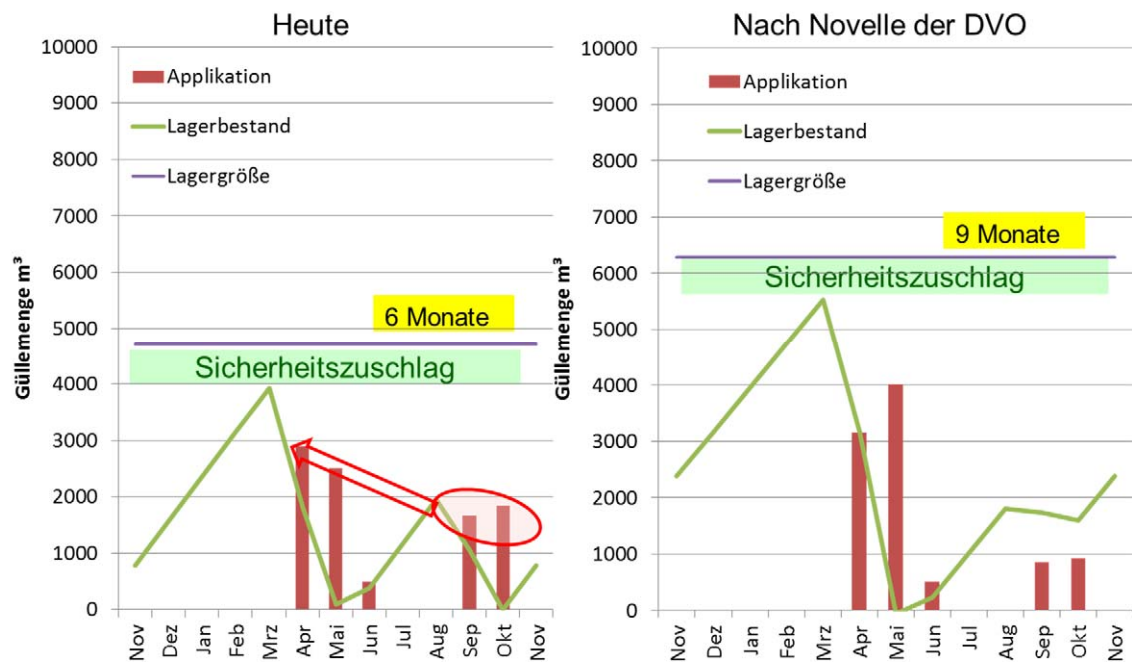 Heute
Güllemenge m³
10000
9000
8000
7000
6000
5000
4000
3000
2000
1000
0
Applikation
Lagerbestand
Lagergröße
6 Monate
Sicherheitszuschlag
Nov Dez Jan Feb Mrz Apr Mai Jun Jul Aug Sep Okt Nov
Nach Novelle der DVO
Güllemenge m³
10000
9000
8000
7000
6000
5000
4000
3000
2000
1000
0
Applikation
Lagerbestand
Lagergröße
9 Monate
Sicherheitszuschlag
Nov Dez Jan Feb Mrz Apr Mai Jun Jul Aug Sep Okt Nov